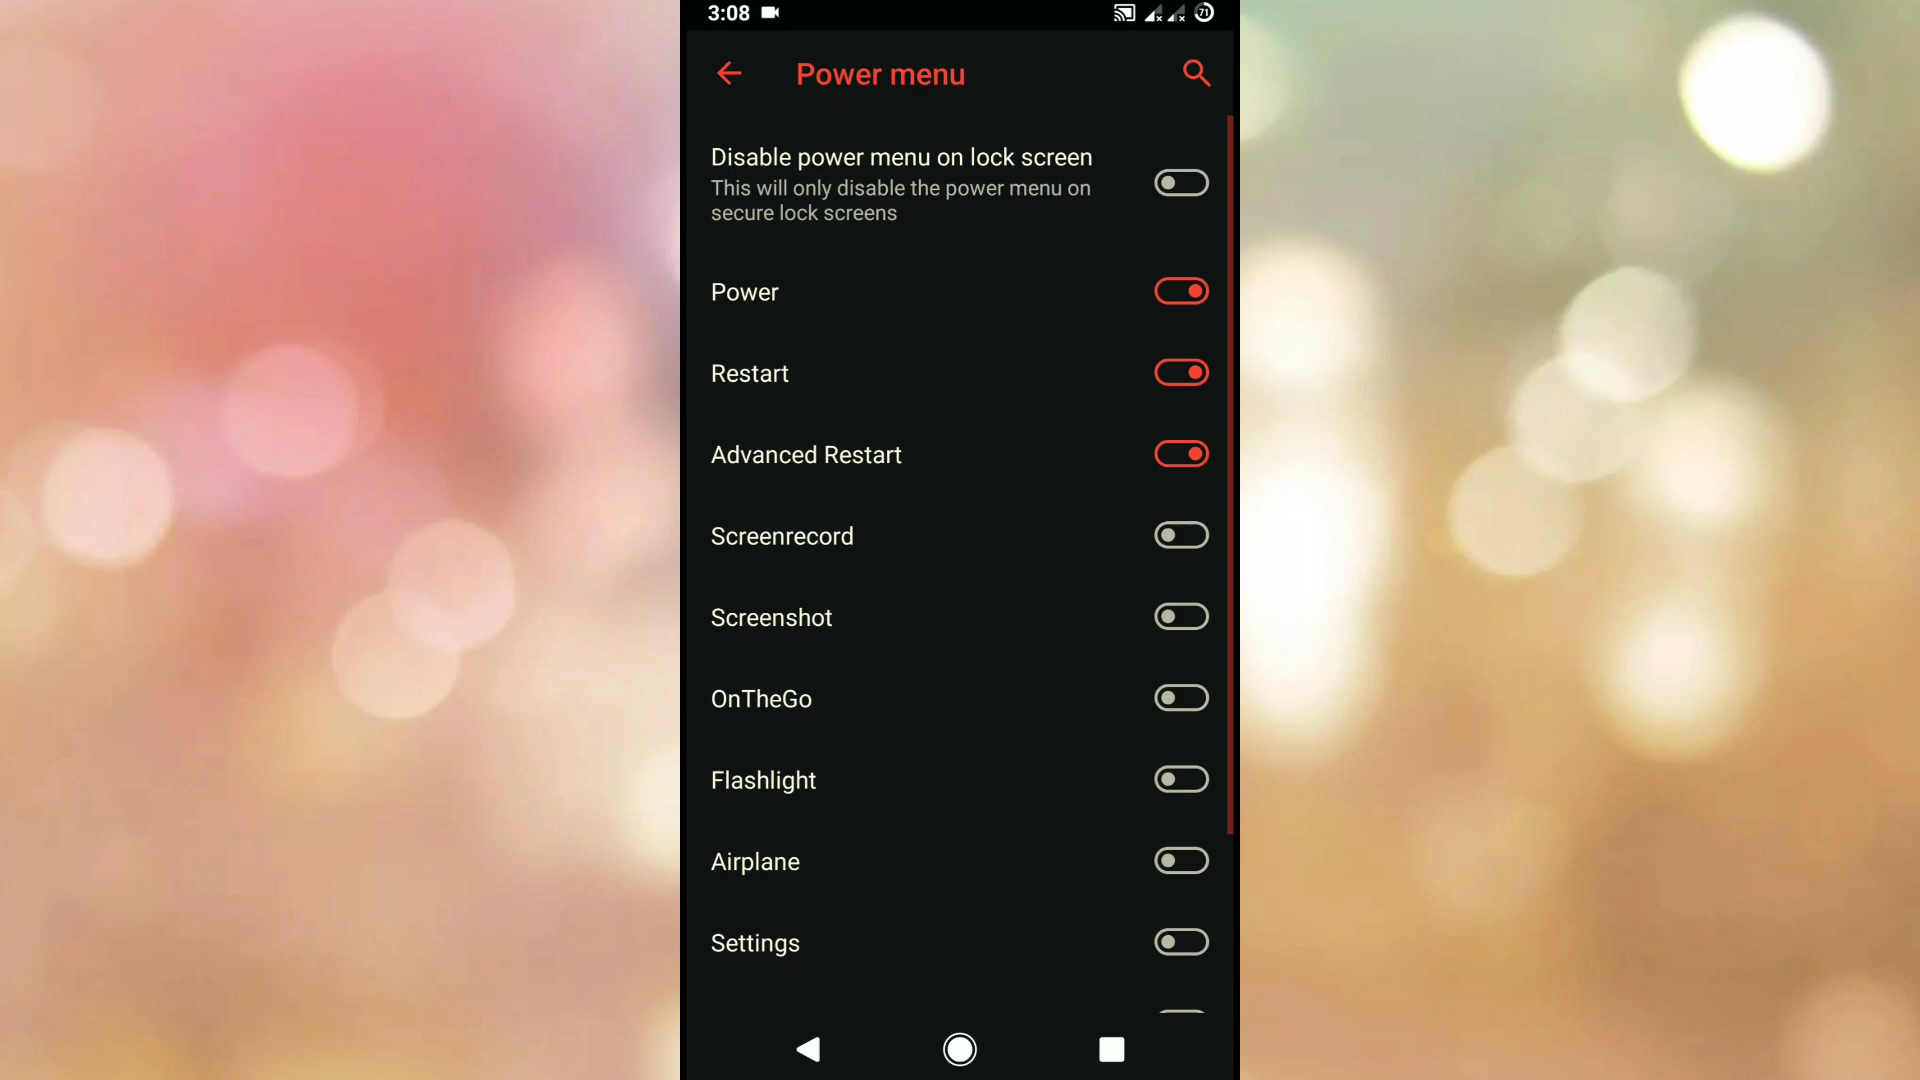 3:08
71
Power menu
Disable power menu on lock screen
This will only disable the power menu on
secure lock screens
Power
Restart
Advanced Restart
Screenrecord
Screenshot
OnTheGo
Flashlight
Airplane
Settings